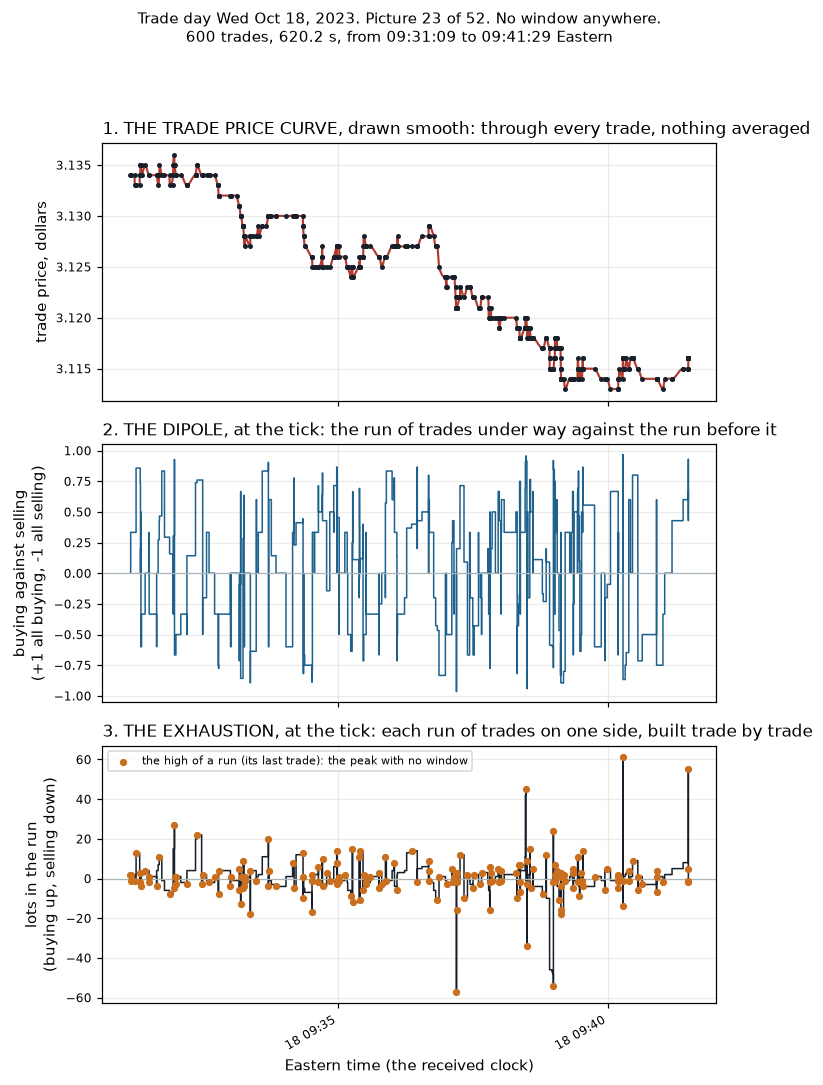 Trade day Wed Oct 18, 2023. Picture 23 of 52. No window anywhere.
600 trades, 620.2 s, from 09:31:09 to 09:41:29 Eastern
1. THE TRADE PRICE CURVE, drawn smooth: through every trade, nothing averaged
3.135
3.130
3.125
3.120
3.115
trade price, dollars
2. THE DIPOLE, at the tick: the run of trades under way against the run before it
1.00
0.75
0.50
0.25
0.00
−0.25
−0.50
−0.75
−1.00
buying against selling
(+1 all buying, -1 all selling)
3. THE EXHAUSTION, at the tick: each run of trades on one side, built trade by trade
the high of a run (its last trade): the peak with no window
60
40
20
0
−20
−40
−60
lots in the run
(buying up, selling down)
18 09:35
18 09:40
Eastern time (the received clock)